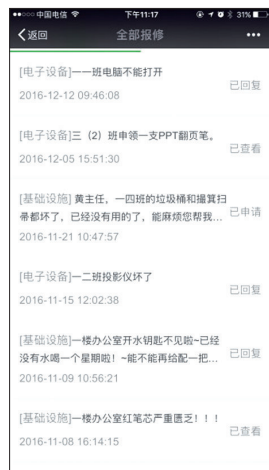 中国电信 下午11:17 31%
返回 全部报修 •••
[电子设备]一一班电脑不能打开
已回复
2016-12-12 09:46:08
[电子设备]三（2）班申领一支PPT翻页笔。
已查看
2016-12-05 15:51:30
[基础设施] 黄主任，一四班的垃圾桶和撮箕扫
帚都坏了，已经没有用的了，能麻烦您帮我...
已申请
2016-11-21 10:47:57
[电子设备]一二班投影仪坏了
已回复
2016-11-15 12:02:38
[基础设施]一楼办公室开水钥匙不见啦~已经
没有水喝一个星期啦！~能不能再给配一把...
已回复
2016-11-09 10:56:21
[基础设施]一楼办公室红笔芯严重匮乏！！！
已查看
2016-11-08 16:14:15